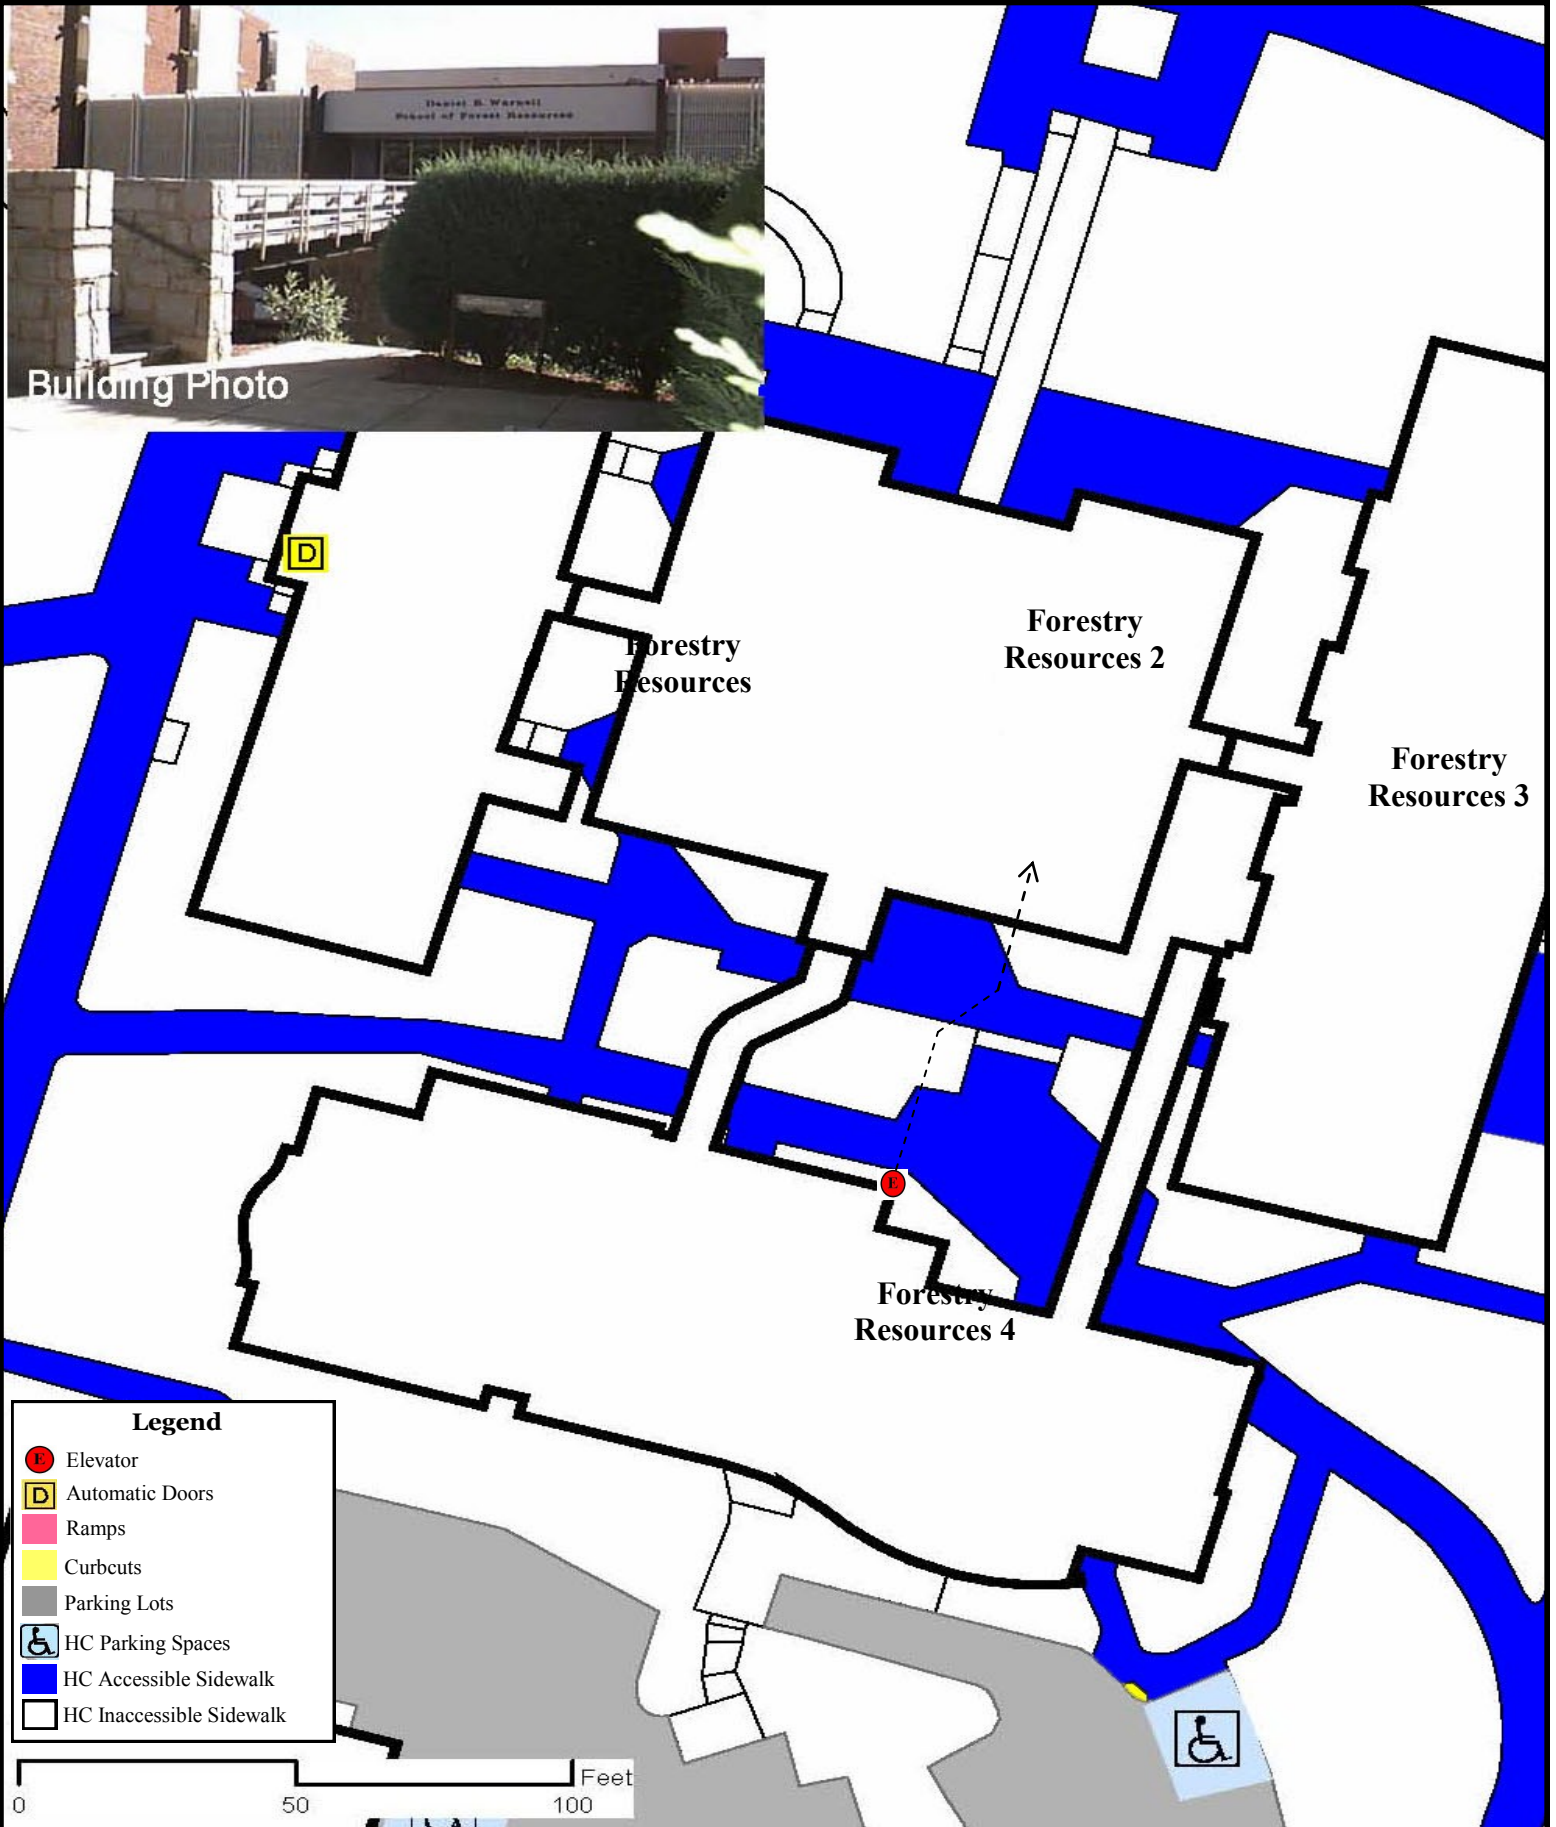 Daniel B. Warnell
School of Forest Resources
Building Photo
D
Forestry
Resources
Forestry
Resources 2
Forestry
Resources 3
E
Forestry
Resources 4
Legend
E Elevator
D Automatic Doors
Ramps
Curbcuts
Parking Lots
HC Parking Spaces
HC Accessible Sidewalk
HC Inaccessible Sidewalk
Feet
0 50 100